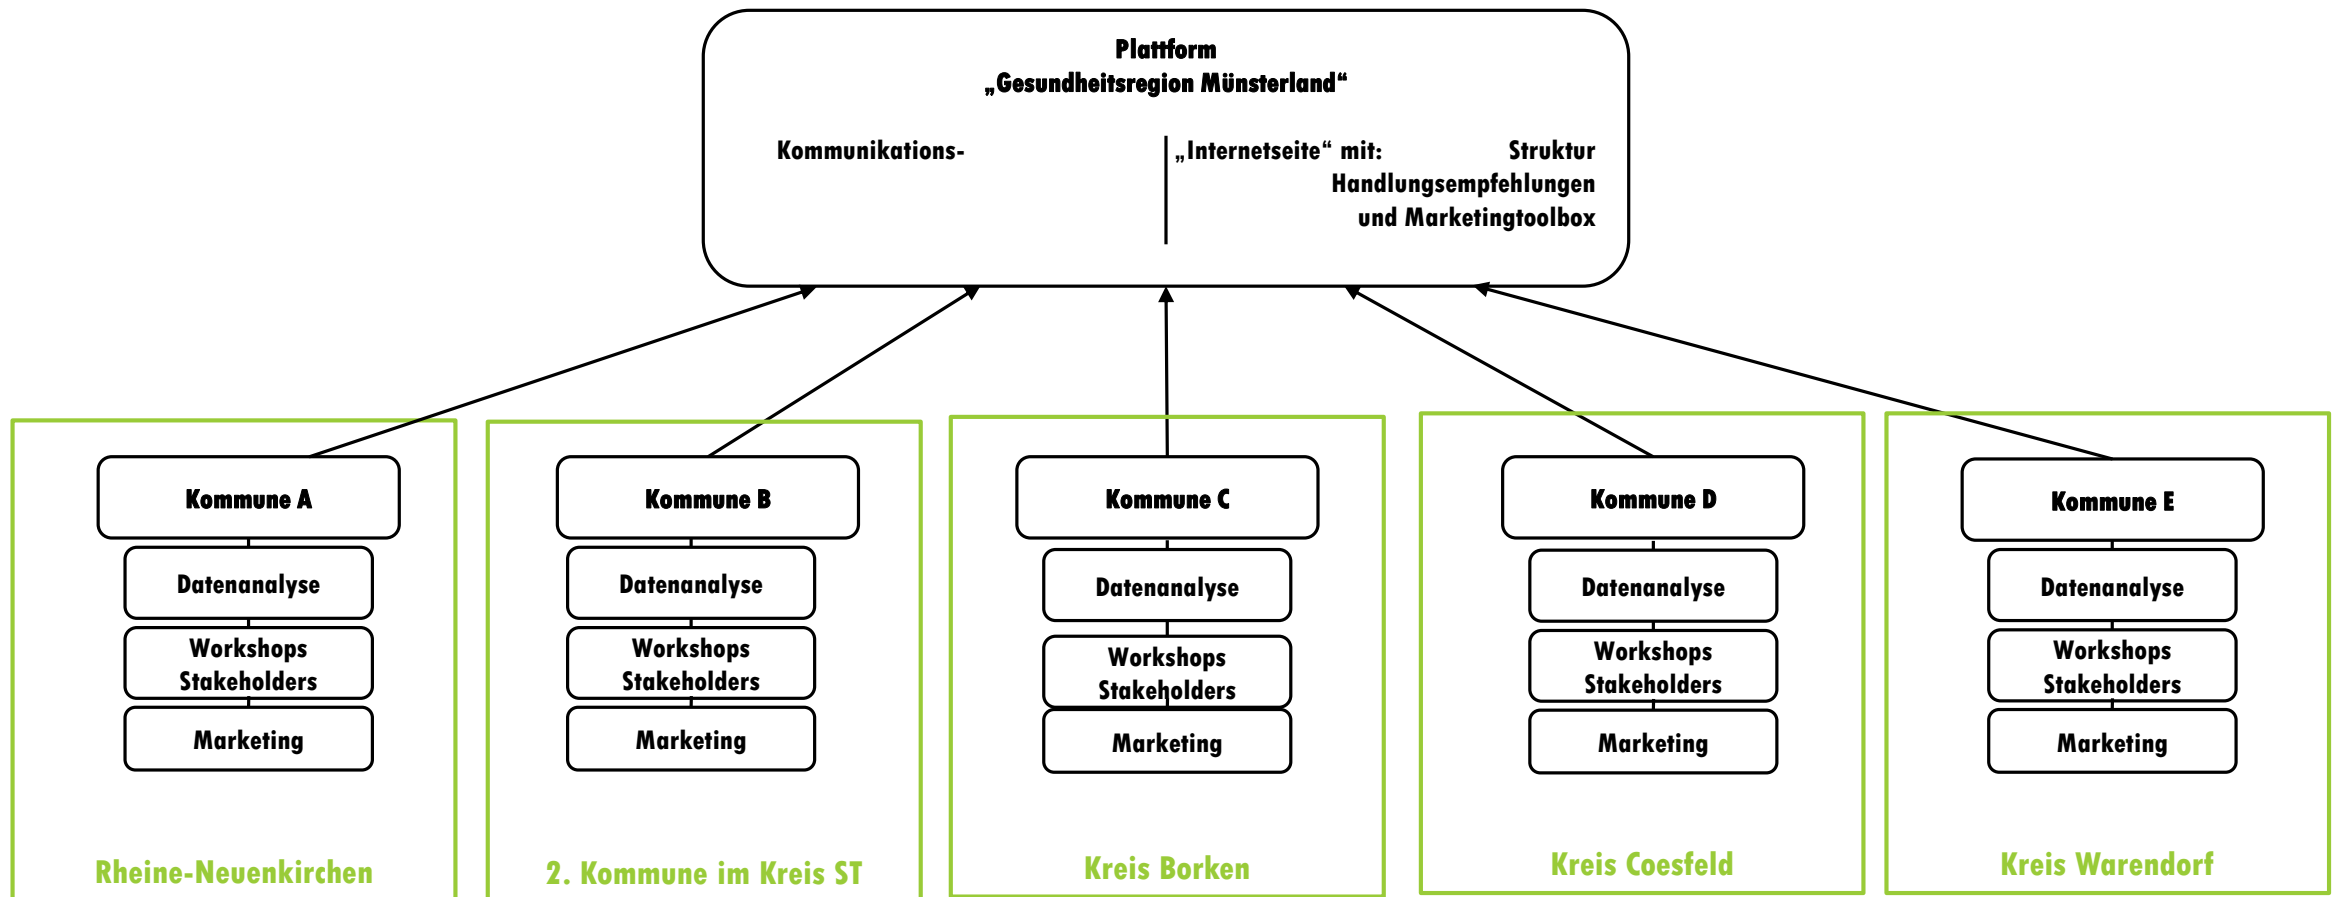 Plattform
„Gesundheitsregion Münsterland“
Kommunikations-
„Internetseite“ mit: Struktur
Handlungsempfehlungen
und Marketingtoolbox
Kommune A
Datenanalyse
Workshops
Stakeholders
Marketing
Rheine-Neuenkirchen
Kommune B
Datenanalyse
Workshops
Stakeholders
Marketing
2. Kommune im Kreis ST
Kommune C
Datenanalyse
Workshops
Stakeholders
Marketing
Kreis Borken
Kommune D
Datenanalyse
Workshops
Stakeholders
Marketing
Kreis Coesfeld
Kommune E
Datenanalyse
Workshops
Stakeholders
Marketing
Kreis Warendorf